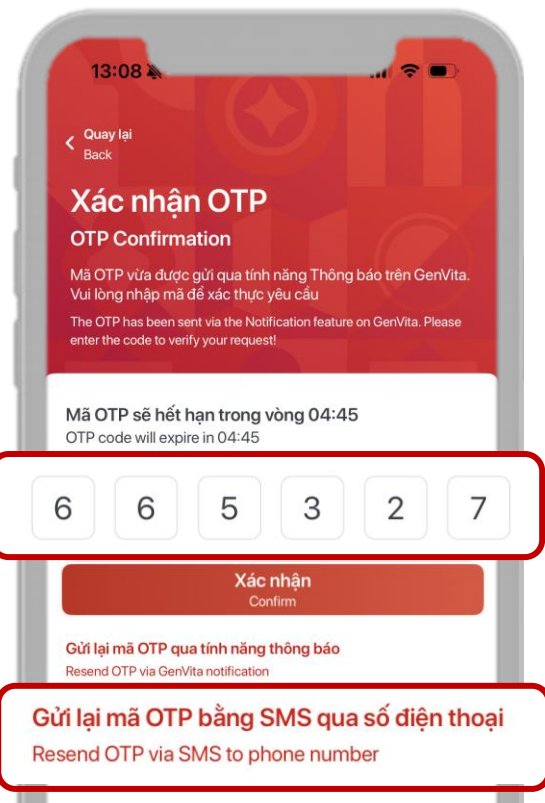 13:08
Quay lại
Back
Xác nhận OTP
OTP Confirmation
Mã OTP vừa được gửi qua tính năng Thông báo trên GenVita.
Vui lòng nhập mã để xác thực yêu cầu
The OTP has been sent via the Notification feature on GenVita. Please
enter the code to verify your request!
Mã OTP sẽ hết hạn trong vòng 04:45
OTP code will expire in 04:45
6 6 5 3 2 7
Xác nhận
Confirm
Gửi lại mã OTP qua tính năng thông báo
Resend OTP via GenVita notification
Gửi lại mã OTP bằng SMS qua số điện thoại
Resend OTP via SMS to phone number